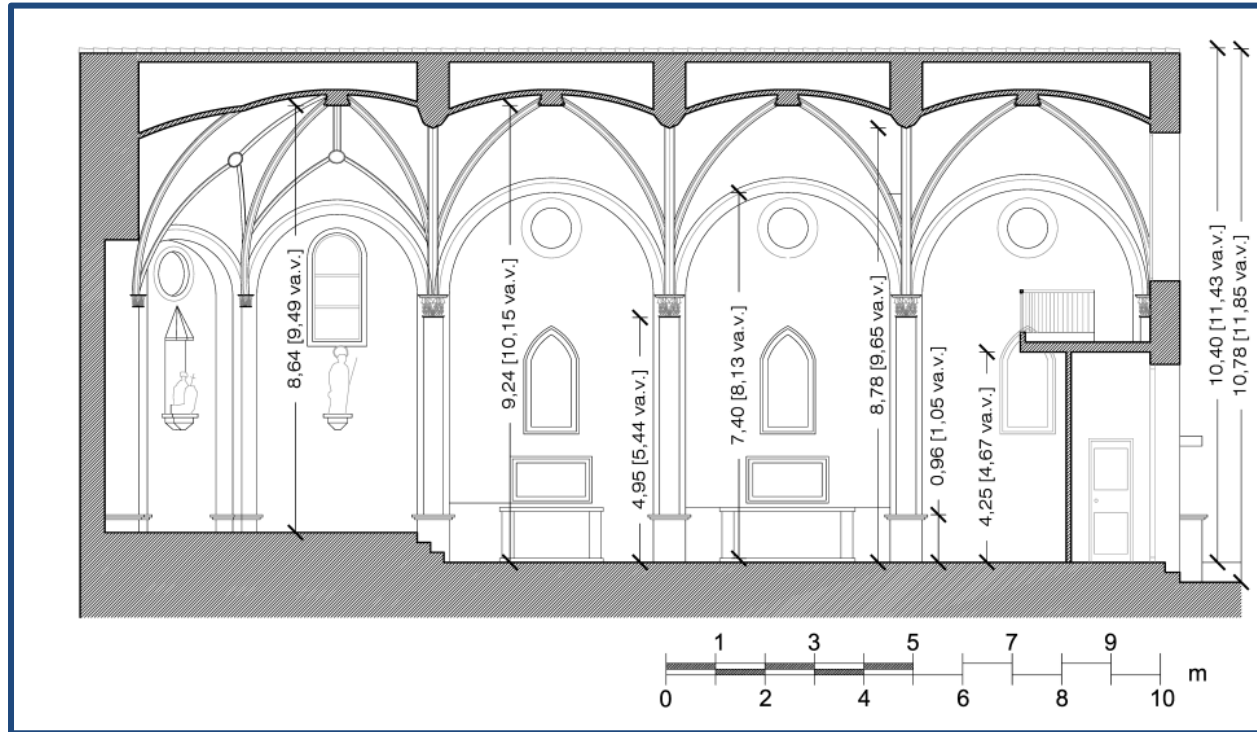 8,64 [9,49 va.v.]
9,24 [10,15 va.v.]
4,95 [5,44 va.v.]
7,40 [8,13 va.v.]
8,78 [9,65 va.v.]
0,96 [1,05 va.v.]
4,25 [4,67 va.v.]
10,40 [11,43 va.v.]
10,78 [11,85 va.v.]
1 3 5 7 9
m
0 2 4 6 8 10